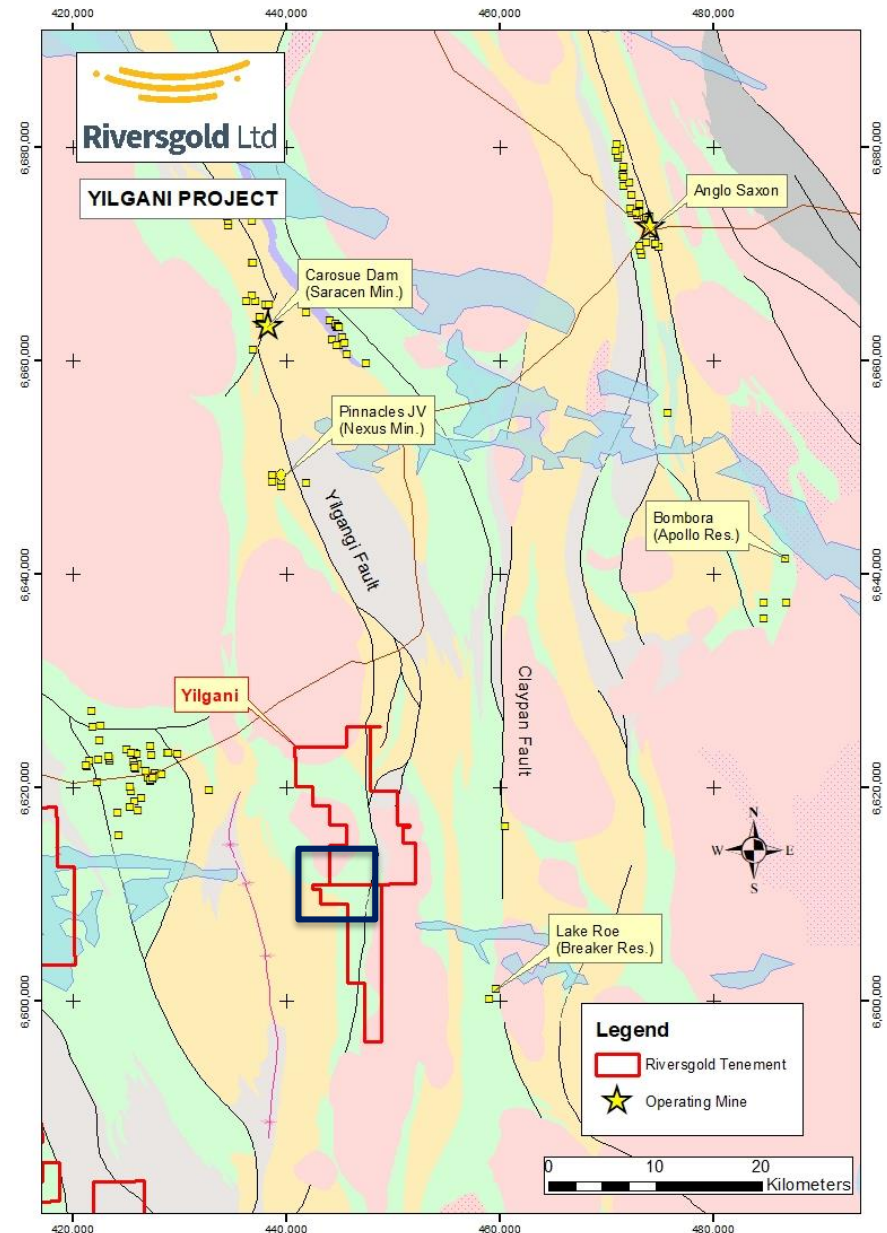 420,000
440,000
460,000
480,000
Riversgold Ltd
YILGANI PROJECT
6,880,000
6,880,000
Anglo Saxon
Carosue Dam
(Saracen Min.)
6,660,000
6,660,000
Pinnacles JV
(Nexus Min.)
Yilgangi Fault
Bombora
(Apollo Res.)
6,640,000
6,640,000
Yilgani
Claypan Fault
6,620,000
6,620,000
N
W
E
S
Lake Roe
(Breaker Res.)
6,600,000
6,600,000
Legend
Riversgold Tenement
Operating Mine
0
10
20
Kilometers
420,000
440,000
460,000
480,000